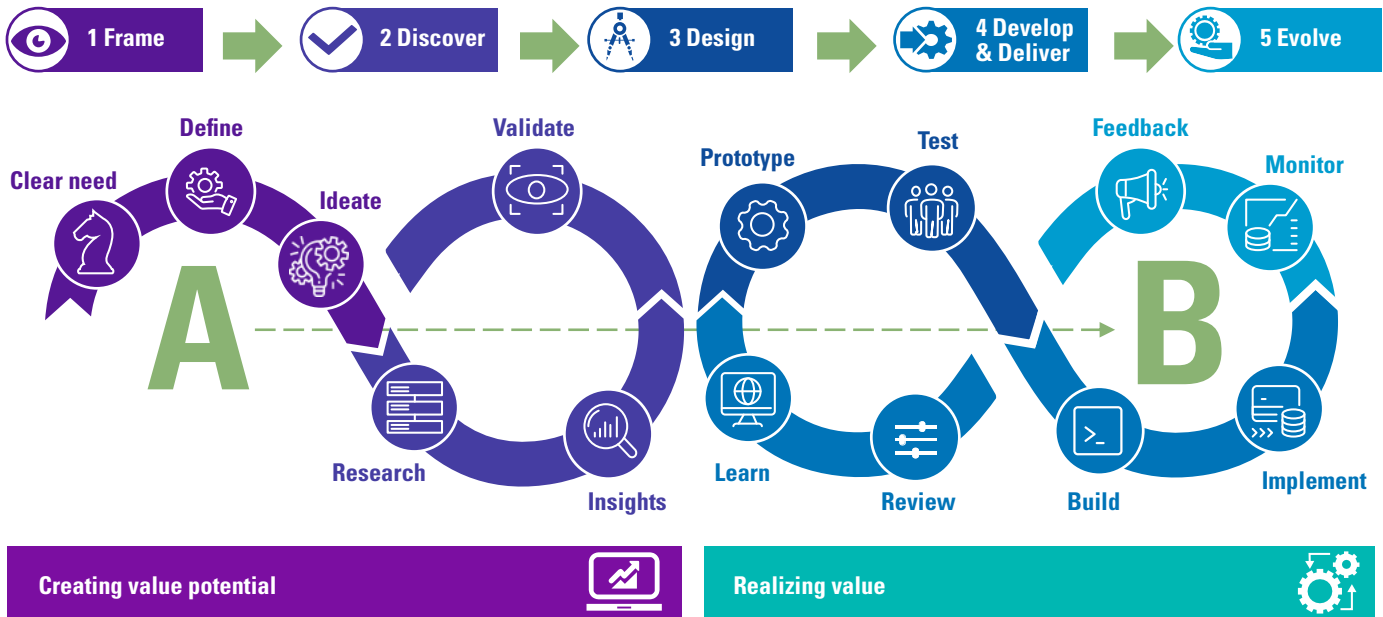 1 Frame
2 Discover
3 Design
4 Develop
& Deliver
5 Evolve
Clear need
Define
Ideate
Validate
Research
Insights
Prototype
Test
Learn
Review
Feedback
Monitor
Build
Implement
A
B
>_
>>>
Creating value potential
Realizing value